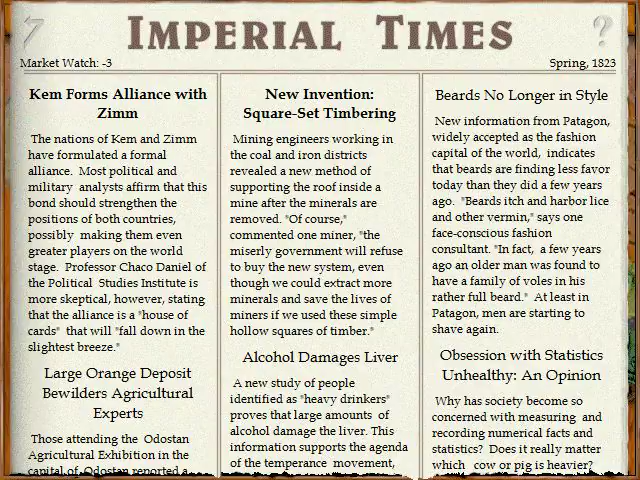 7
IMPERIAL TIMES
?
Market Watch: -3
Spring, 1823
Kem Forms Alliance with
Zimm
The nations of Kem and Zimm
have formulated a formal
alliance. Most political and
military analysts affirm that this
bond should strengthen the
positions of both countries,
possibly making them even
greater players on the world
stage. Professor Chaco Daniel of
the Political Studies Institute is
more skeptical, however, stating
that the alliance is a "house of
cards" that will "fall down in the
slightest breeze."
Large Orange Deposit
Bewilders Agricultural
Experts
Those attending the Odostan
Agricultural Exhibition in the
capital of Odostan reported a
New Invention:
Square-Set Timbering
Mining engineers working in
the coal and iron districts
revealed a new method of
supporting the roof inside a
mine after the minerals are
removed. "Of course,"
commented one miner, "the
miserly government will refuse
to buy the new system, even
though we could extract more
minerals and save the lives of
miners if we used these simple
hollow squares of timber."
Alcohol Damages Liver
A new study of people
identified as "heavy drinkers"
proves that large amounts of
alcohol damage the liver. This
information supports the agenda
of the temperance movement,
Beards No Longer in Style
New information from Patagon,
widely accepted as the fashion
capital of the world, indicates
that beards are finding less favor
today than they did a few years
ago. "Beards itch and harbor lice
and other vermin," says one
face-conscious fashion
consultant. "In fact, a few years
ago an older man was found to
have a family of voles in his
rather full beard." At least in
Patagon, men are starting to
shave again.
Obsession with Statistics
Unhealthy: An Opinion
Why has society become so
concerned with measuring and
recording numerical facts and
statistics? Does it really matter
which cow or pig is heavier?